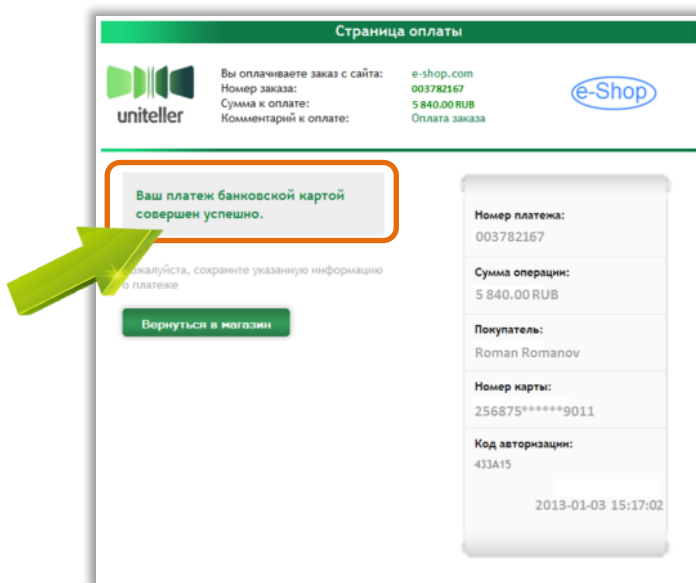 Страница оплаты
uniteller
Вы оплачиваете заказ с сайта: e-shop.com
Номер заказа: 003782167
Сумма к оплате: 5 840.00 RUB
Комментарий к оплате: Оплата заказа
e-Shop
Ваш платеж банковской картой
совершен успешно.
Пожалуйста, сохраните указанную информацию
о платеже
Вернуться в магазин
Номер платежа:
003782167
Сумма операции:
5 840.00 RUB
Покупатель:
Roman Romanov
Номер карты:
256875******9011
Код авторизации:
433A15
2013-01-03 15:17:02